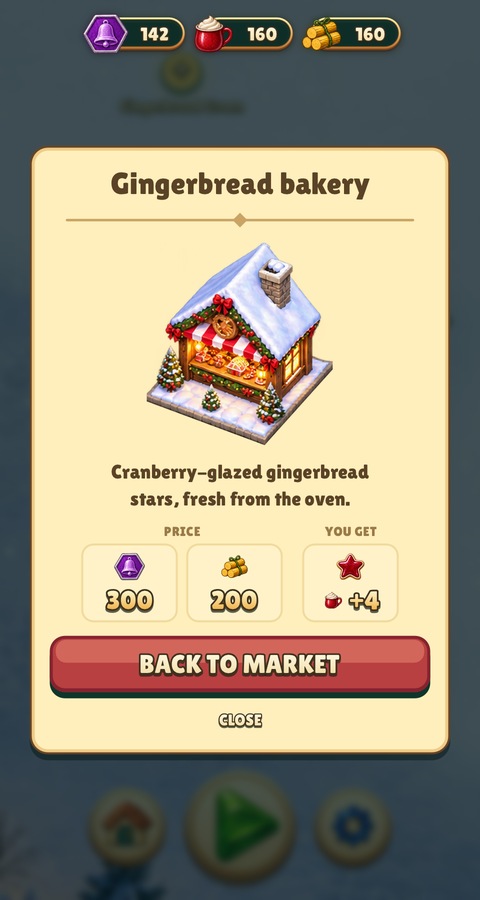 142
160
160
Gingerbread bakery
Cranberry-glazed gingerbread
stars, fresh from the oven.
PRICE
YOU GET
300
200
+4
BACK TO MARKET
CLOSE